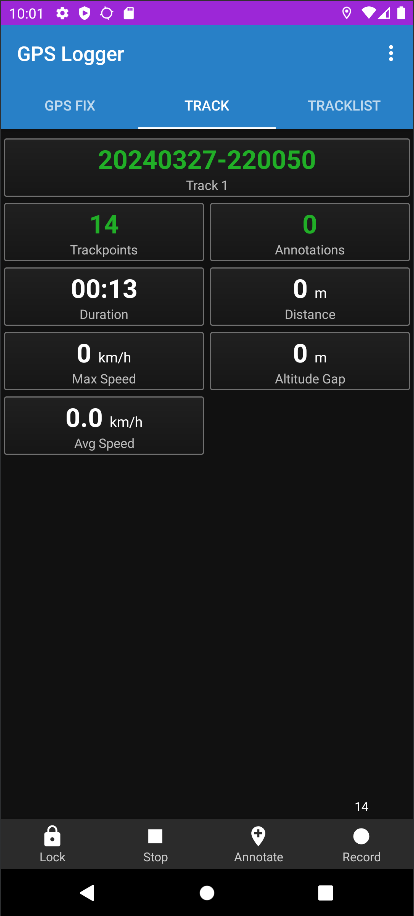 10:01
GPS Logger
GPS FIX TRACK TRACKLIST
20240327-220050
Track 1
14 0
Trackpoints Annotations
00:13 0 m
Duration Distance
0 km/h 0 m
Max Speed Altitude Gap
0.0 km/h
Avg Speed
14
Lock Stop Annotate Record